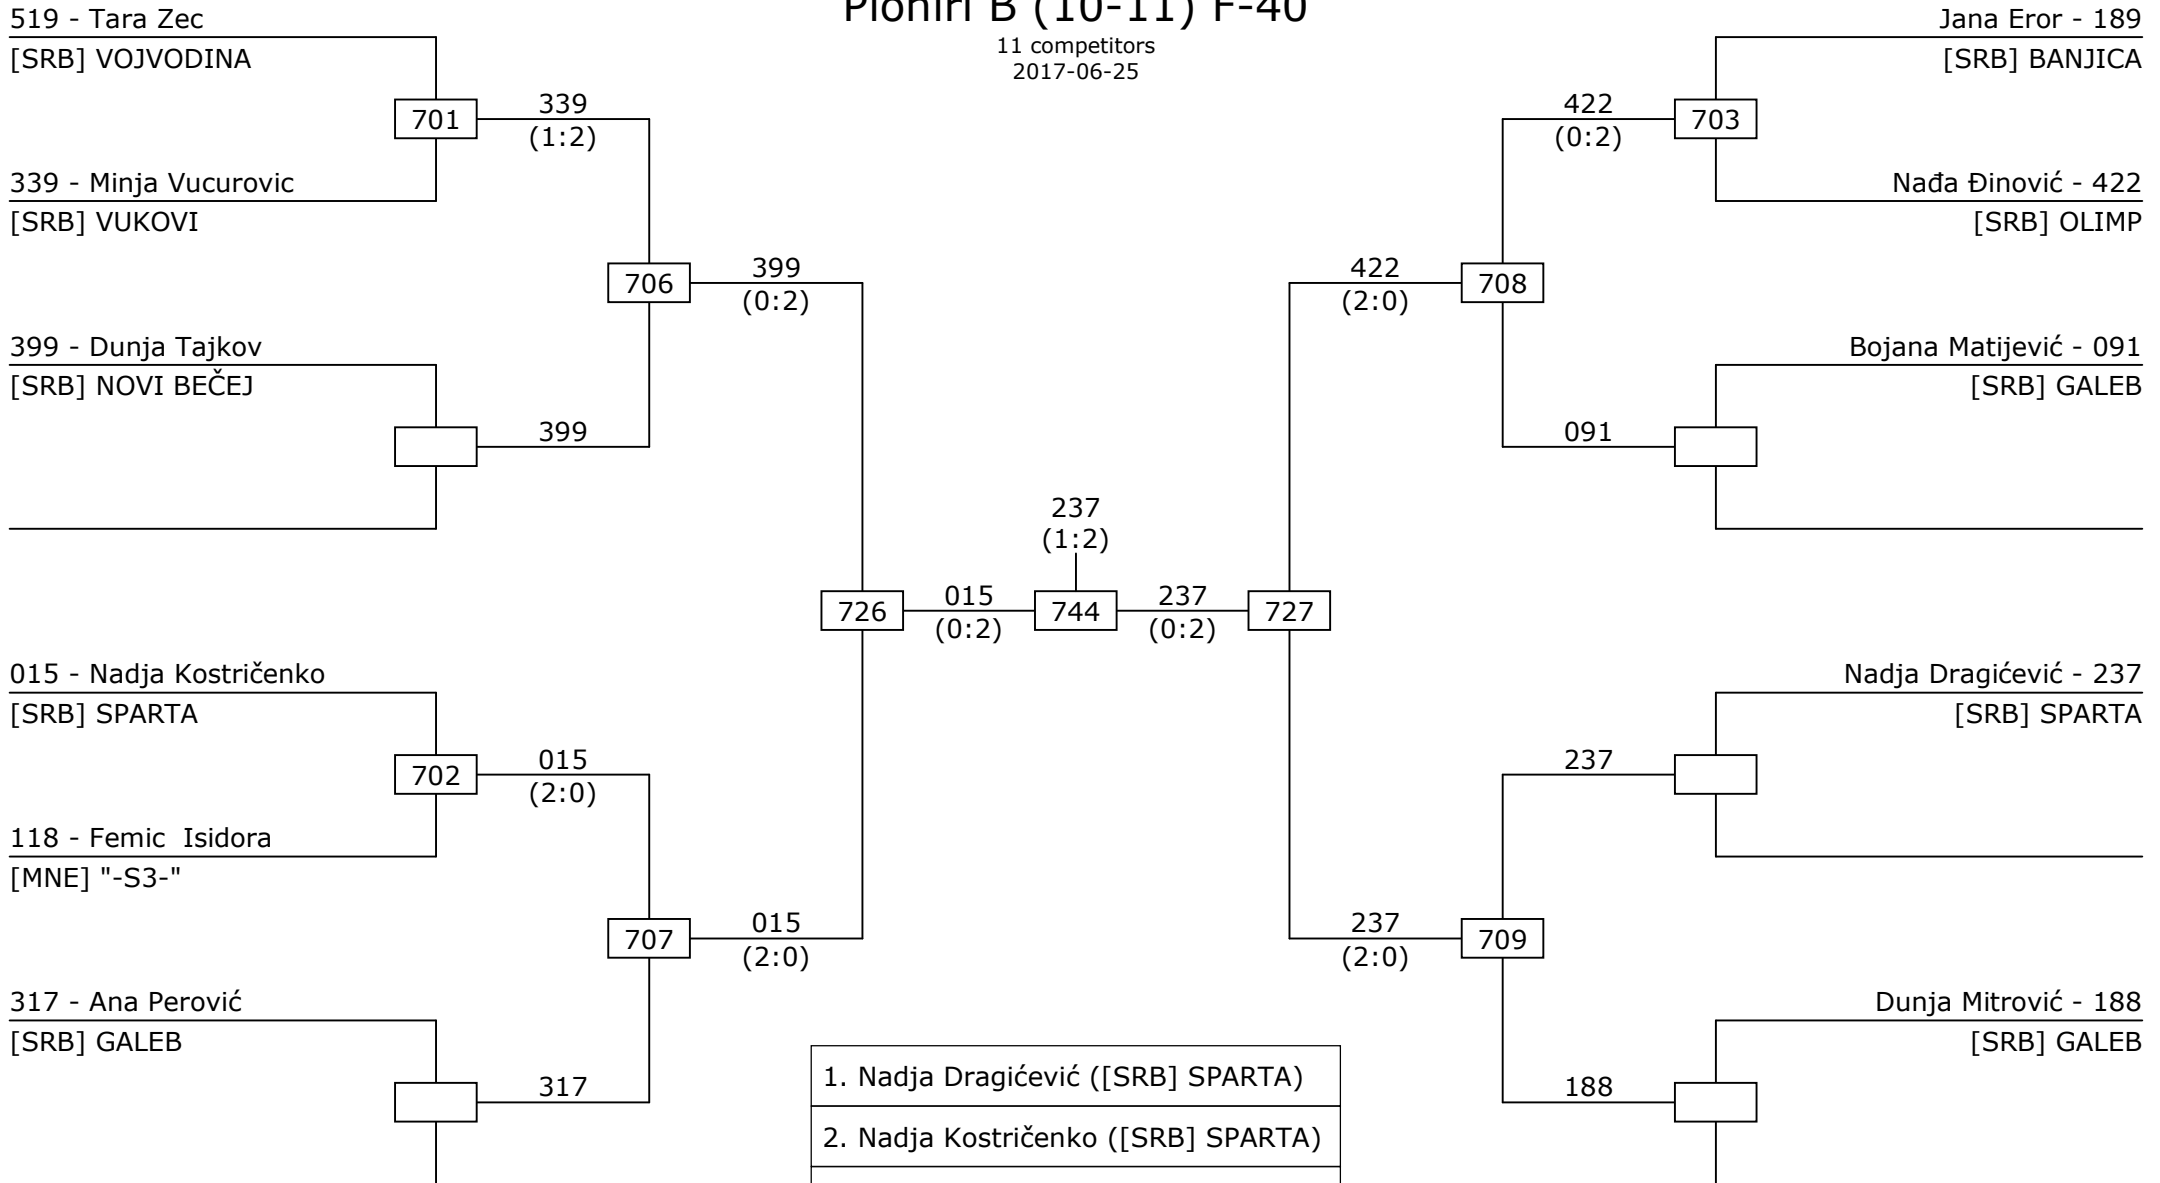 Pioniri B (10-11) F-40
11 competitors
2017-06-25
519 - Tara Zec
[SRB] VOJVODINA
701
339
(1:2)
339 - Minja Vucurovic
[SRB] VUKOVI
706
399
(0:2)
399 - Dunja Tajkov
[SRB] NOVI BEČEJ
399
015 - Nadja Kostričenko
[SRB] SPARTA
702
015
(2:0)
118 - Femic  Isidora
[MNE] "-S3-"
707
015
(2:0)
317 - Ana Perović
[SRB] GALEB
317
726
015
(0:2)
237
(1:2)
744
237
(0:2)
727
Jana Eror - 189
[SRB] BANJICA
422
(0:2)
703
Nađa Đinović - 422
[SRB] OLIMP
422
(2:0)
708
Bojana Matijević - 091
[SRB] GALEB
091
Nadja Dragićević - 237
[SRB] SPARTA
237
237
(2:0)
709
Dunja Mitrović - 188
[SRB] GALEB
188
1. Nadja Dragićević ([SRB] SPARTA)
2. Nadja Kostričenko ([SRB] SPARTA)